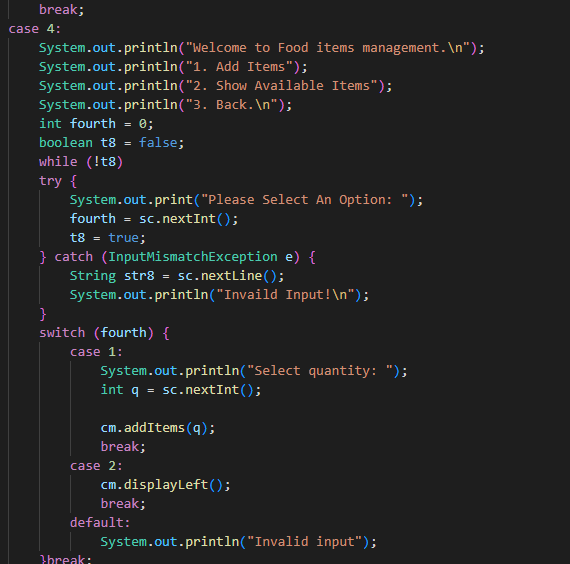 break;
case 4:
System.out.println("Welcome to Food items management.\n");
System.out.println("1. Add Items");
System.out.println("2. Show Available Items");
System.out.println("3. Back.\n");
int fourth = 0;
boolean t8 = false;
while (!t8)
try {
System.out.print("Please Select An Option: ");
fourth = sc.nextInt();
t8 = true;
} catch (InputMismatchException e) {
String str8 = sc.nextLine();
System.out.println("Invaild Input!\n");
}
switch (fourth) {
case 1:
System.out.println("Select quantity: ");
int q = sc.nextInt();
cm.addItems(q);
break;
case 2:
cm.displayLeft();
break;
default:
System.out.println("Invalid input");
}break;